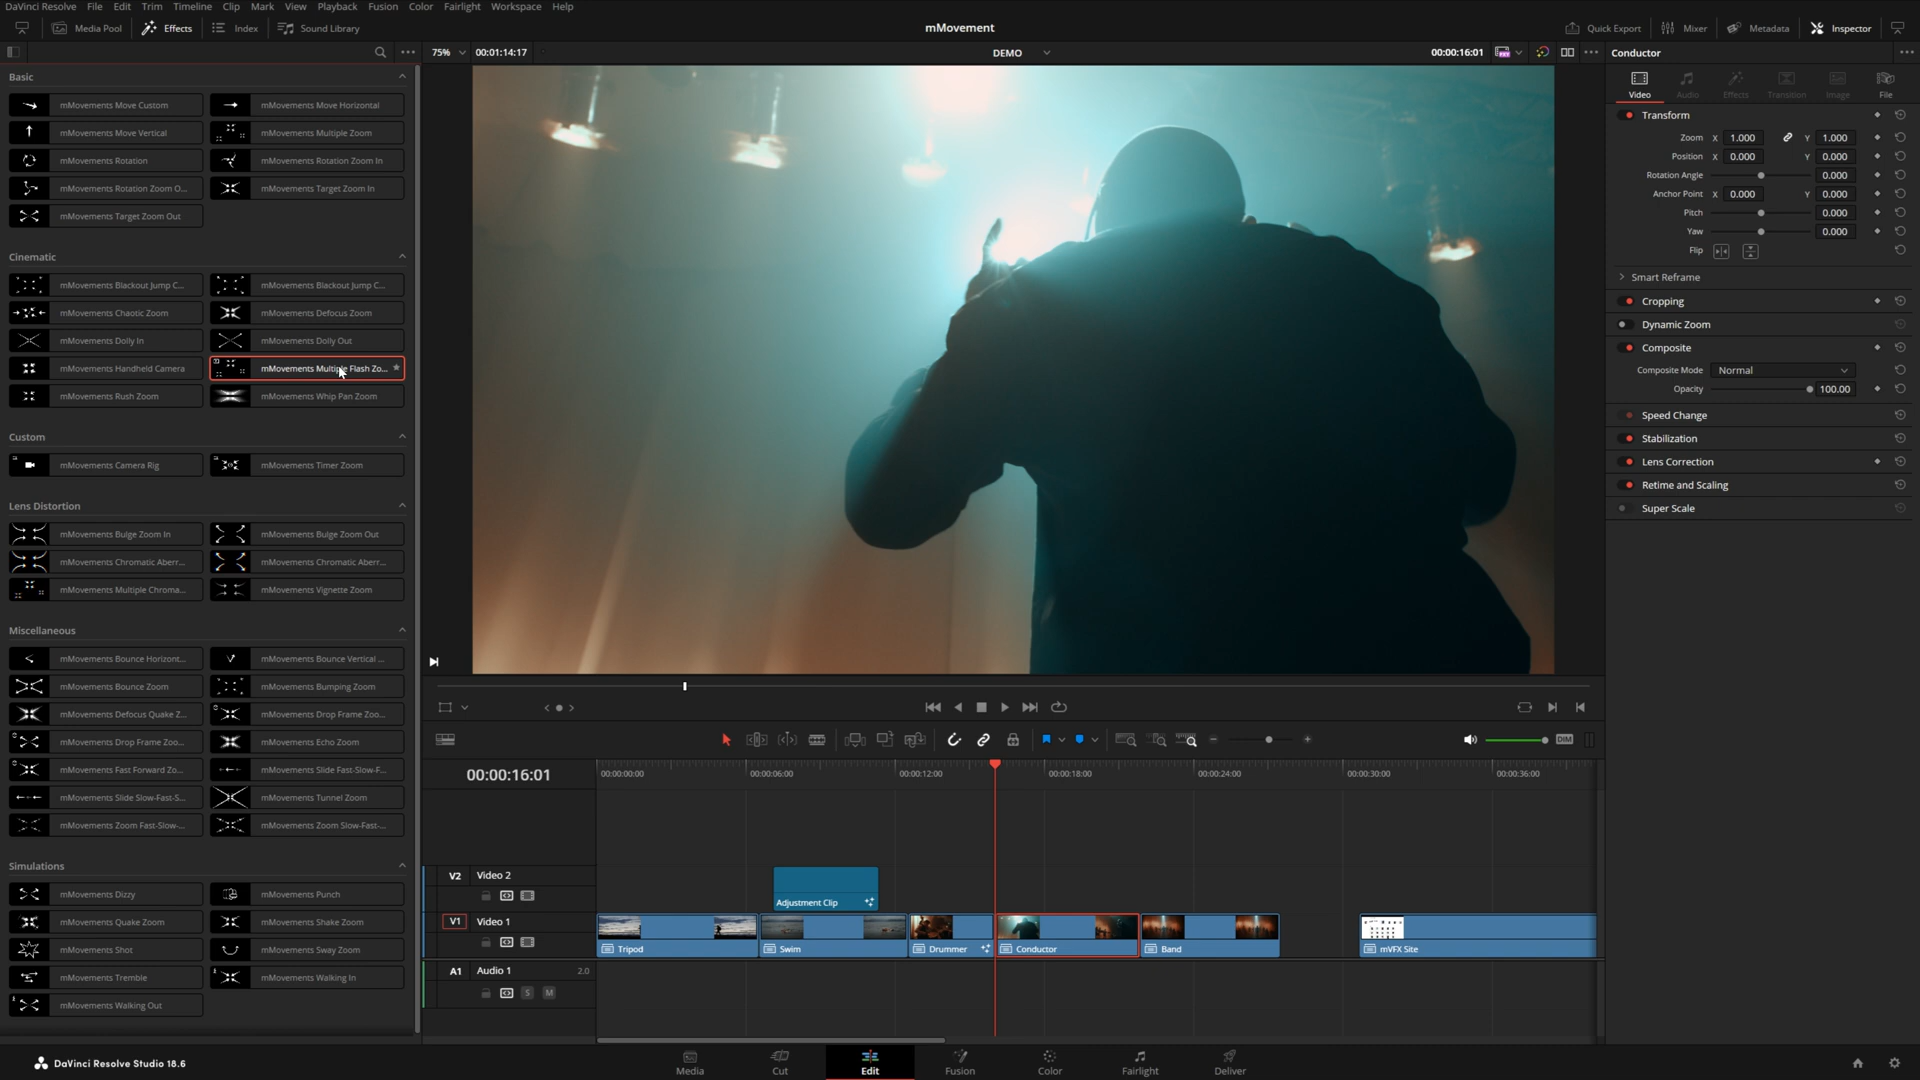 DaVinci Resolve File Edit Trim Timeline Clip Mark View Playback Fusion Color Fairlight Workspace Help
Media Pool Effects Index Sound Library mMovement Quick Export Mixer Metadata Inspector
75% 00:01:14:17 DEMO 00:00:16:01 Conductor
Basic
mMovements Move Custom mMovements Move Horizontal
mMovements Move Vertical mMovements Multiple Zoom
mMovements Rotation mMovements Rotation Zoom In
mMovements Rotation Zoom O... mMovements Target Zoom In
mMovements Target Zoom Out
Cinematic
mMovements Blackout Jump C... mMovements Blackout Jump C...
mMovements Chaotic Zoom mMovements Defocus Zoom
mMovements Dolly In mMovements Dolly Out
mMovements Handheld Camera mMovements Multiple Flash Zo...
mMovements Rush Zoom mMovements Whip Pan Zoom
Custom
mMovements Camera Rig mMovements Timer Zoom
Lens Distortion
mMovements Bulge Zoom In mMovements Bulge Zoom Out
mMovements Chromatic Aberr... mMovements Chromatic Aberr...
mMovements Multiple Chroma... mMovements Vignette Zoom
Miscellaneous
mMovements Bounce Horizont... mMovements Bounce Vertical ...
mMovements Bounce Zoom mMovements Bumping Zoom
mMovements Defocus Quake Z... mMovements Drop Frame Zoo...
mMovements Drop Frame Zoo... mMovements Echo Zoom
mMovements Fast Forward Zo... mMovements Slide Fast-Slow-F...
mMovements Slide Slow-Fast-S... mMovements Tunnel Zoom
mMovements Zoom Fast-Slow-... mMovements Zoom Slow-Fast-...
Simulations
mMovements Dizzy mMovements Punch
mMovements Quake Zoom mMovements Shake Zoom
mMovements Shot mMovements Sway Zoom
mMovements Tremble mMovements Walking In
mMovements Walking Out
Video Audio Effects Transition Image File
Transform
Zoom X 1.000 Y 1.000
Position X 0.000 Y 0.000
Rotation Angle 0.000
Anchor Point X 0.000 Y 0.000
Pitch 0.000
Yaw 0.000
Flip
Smart Reframe
Cropping
Dynamic Zoom
Composite
Composite Mode Normal
Opacity 100.00
Speed Change
Stabilization
Lens Correction
Retime and Scaling
Super Scale
DIM
00:00:16:01 00:00:00:00 00:00:06:00 00:00:12:00 00:00:18:00 00:00:24:00 00:00:30:00 00:00:36:00
V2 Video 2
Adjustment Clip
V1 Video 1
Tripod Swim Drummer Conductor Band mVFX Site
A1 Audio 1 2.0
S M
DaVinci Resolve Studio 18.6
Media Cut Edit Fusion Color Fairlight Deliver